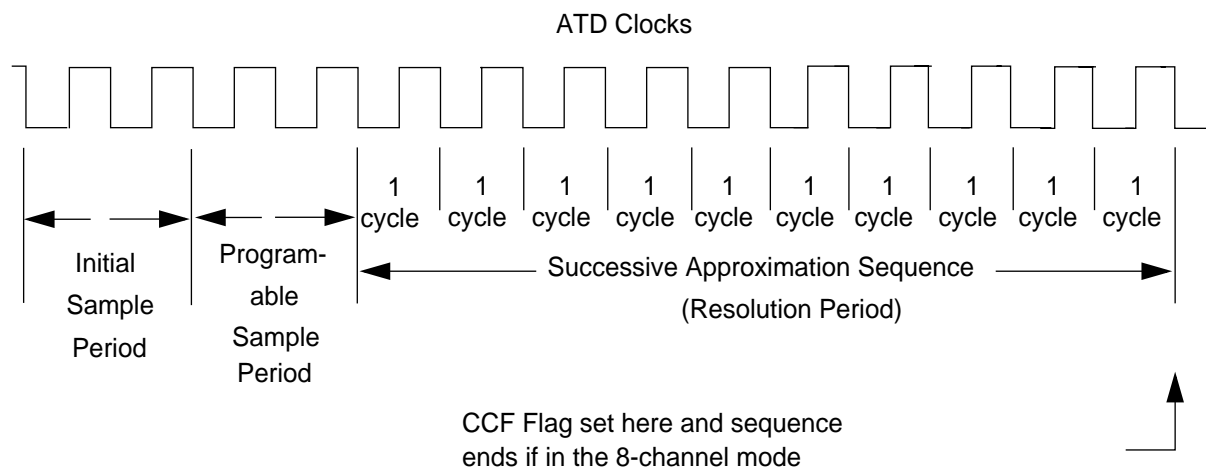 ATD Clocks
1 1 1 1 1 1 1 1 1 1
cycle cycle cycle cycle cycle cycle cycle cycle cycle cycle
Initial
Sample
Period
Program-
able
Sample
Period
Successive Approximation Sequence
(Resolution Period)
CCF Flag set here and sequence
ends if in the 8-channel mode